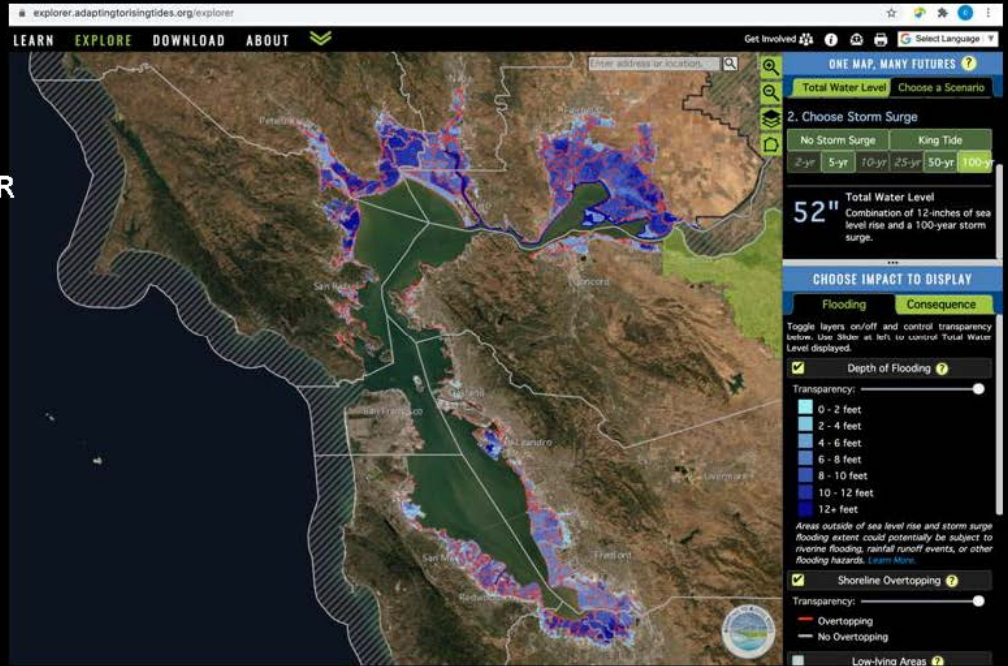 explorer.adaptingtorisingtides.org/explorer
LEARN EXPLORE DOWNLOAD ABOUT
Get Involved
Select Language
R
Enter address or location.
Napa
Petaluma
San Rafael
Concord
Oakland
San Francisco
Leandro
Livermore
Fremont
San Mateo
Redwood
ONE MAP, MANY FUTURES ?
Total Water Level Choose a Scenario
2. Choose Storm Surge
No Storm Surge King Tide
2-yr 5-yr 10-yr 25-yr 50-yr 100-yr
52"
Total Water Level
Combination of 12-inches of sea
level rise and a 100-year storm
surge.
CHOOSE IMPACT TO DISPLAY
Flooding Consequence
Toggle layers on/off and control transparency
below. Use Slider at left to control Total Water
Level displayed.
Depth of Flooding ?
Transparency:
0 - 2 feet
2 - 4 feet
4 - 6 feet
6 - 8 feet
8 - 10 feet
10 - 12 feet
12+ feet
Areas outside of sea level rise and storm surge
flooding extent could potentially be subject to
riverine flooding, rainfall runoff events, or other
flooding hazards. Learn More.
Shoreline Overtopping ?
Transparency:
Overtopping
No Overtopping
Low-lying Areas ?